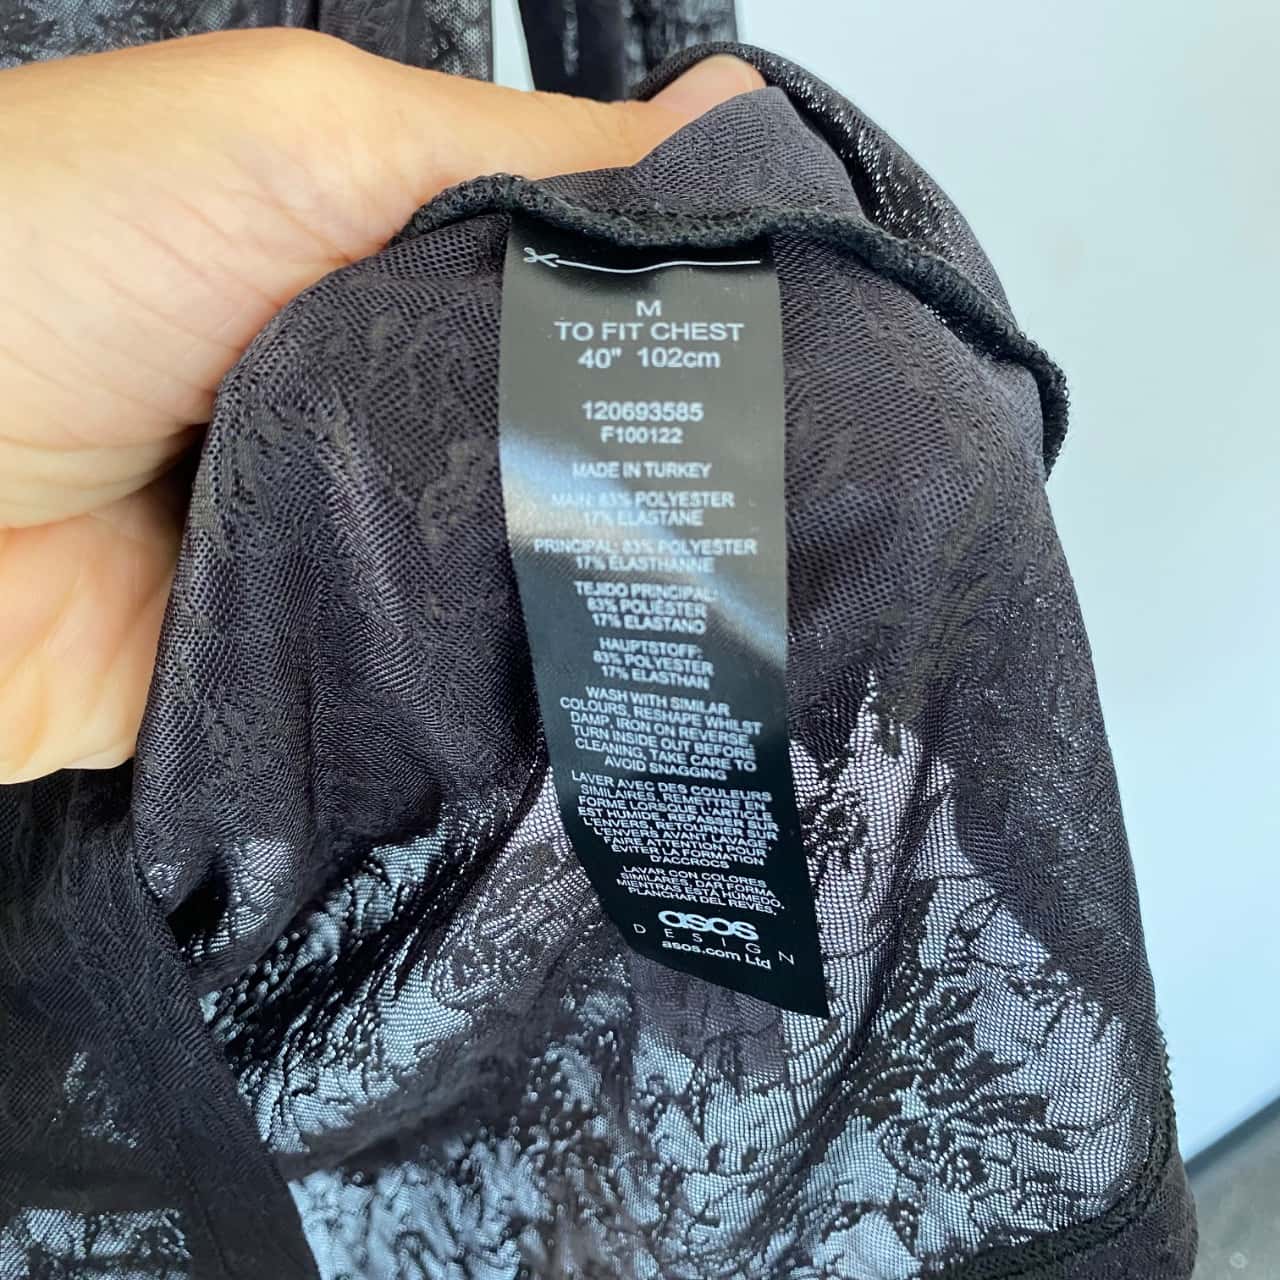 M
TO FIT CHEST
40" 102cm
120693585
F100122
MADE IN TURKEY
MAIN: 83% POLYESTER
17% ELASTANE
PRINCIPAL: 83% POLYESTER
17% ELASTHANNE
TEJIDO PRINCIPAL:
83% POLIÉSTER
17% ELASTANO
HAUPTSTOFF:
83% POLYESTER
17% ELASTHAN
WASH WITH SIMILAR
COLOURS, RESHAPE WHILST
DAMP, IRON ON REVERSE
TURN INSIDE OUT BEFORE
CLEANING, TAKE CARE TO
AVOID SNAGGING
LAVER AVEC DES COULEURS
SIMILAIRES, REMETTRE EN
FORME LORSQUE L'ARTICLE
EST HUMIDE, REPASSER SUR
L'ENVERS, RETOURNER SUR
L'ENVERS AVANT LAVAGE
FAIRE ATTENTION POUR
ÉVITER LA FORMATION
D'ACCROCS
LAVAR CON COLORES
SIMILARES, DAR FORMA
MIENTRAS ESTÁ HÚMEDO,
PLANCHAR DEL REVÉS,
asos
DESIGN
asos.com Ltd